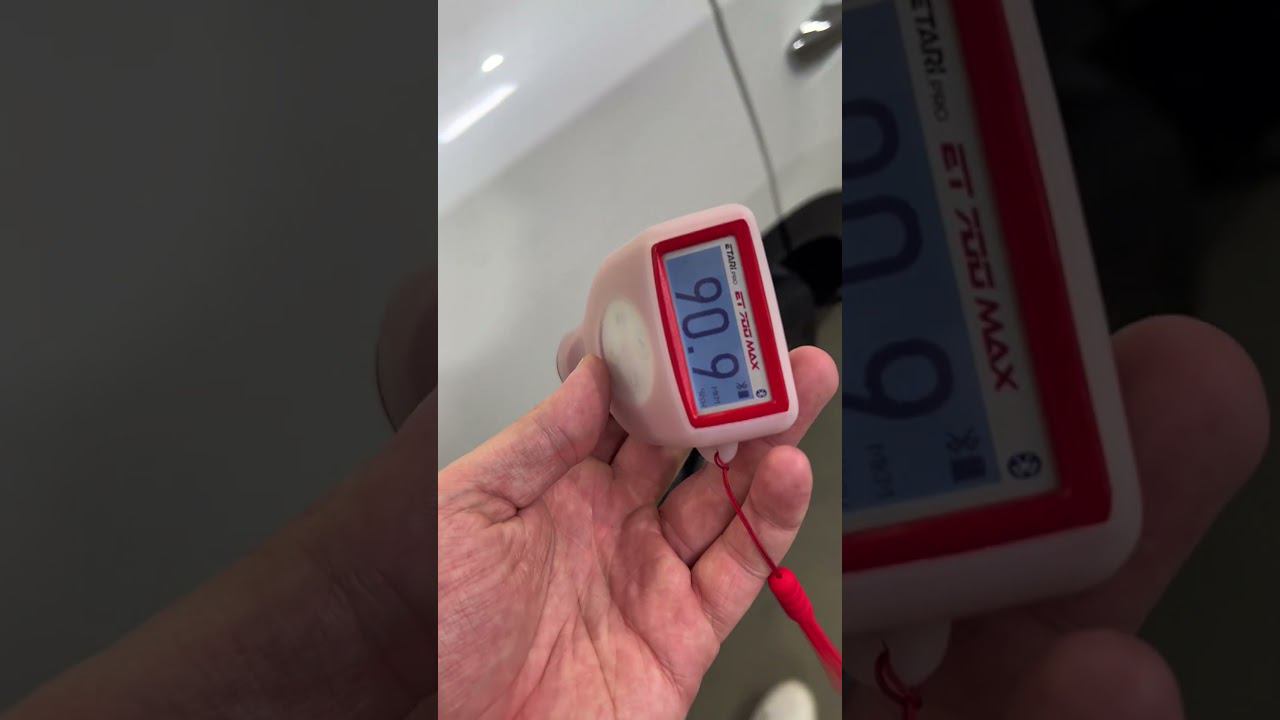 ETARI PRO
ET 700 MAX
90.9